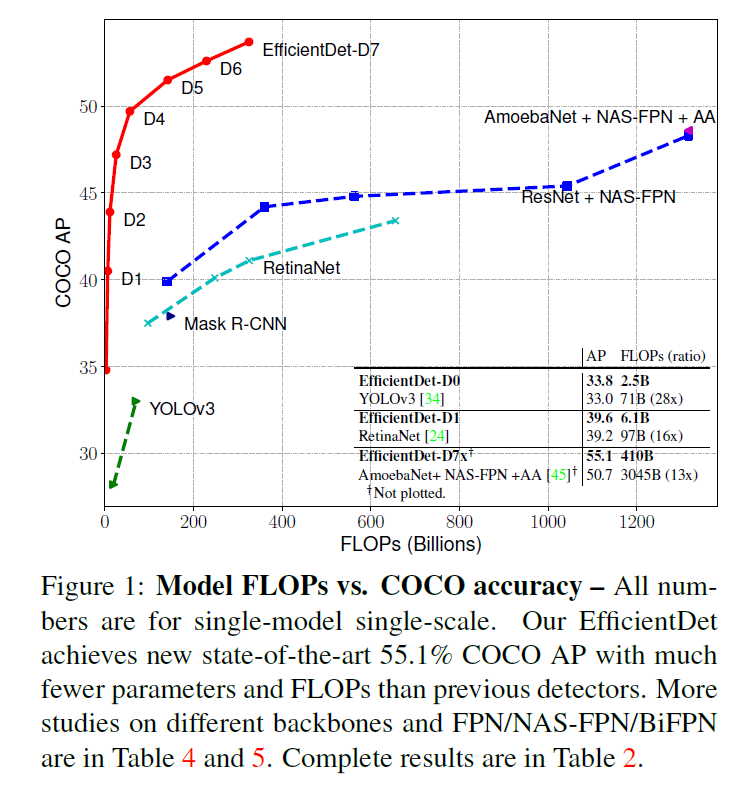 EfficientDet-D7
D6
D5
D4
AmoebaNet + NAS-FPN + AA
D3
ResNet + NAS-FPN
D2
RetinaNet
D1
Mask R-CNN
YOLOv3
COCO AP
50
45
40
35
30
AP FLOPs (ratio)
EfficientDet-D0 33.8 2.5B
YOLOv3 [34] 33.0 71B (28x)
EfficientDet-D1 39.6 6.1B
RetinaNet [24] 39.2 97B (16x)
EfficientDet-D7x† 55.1 410B
AmoebaNet+ NAS-FPN +AA [45]† 50.7 3045B (13x)
†Not plotted.
0 200 400 600 800 1000 1200
FLOPs (Billions)
Figure 1: Model FLOPs vs. COCO accuracy – All num-
bers are for single-model single-scale. Our EfficientDet
achieves new state-of-the-art 55.1% COCO AP with much
fewer parameters and FLOPs than previous detectors. More
studies on different backbones and FPN/NAS-FPN/BiFPN
are in Table 4 and 5. Complete results are in Table 2.